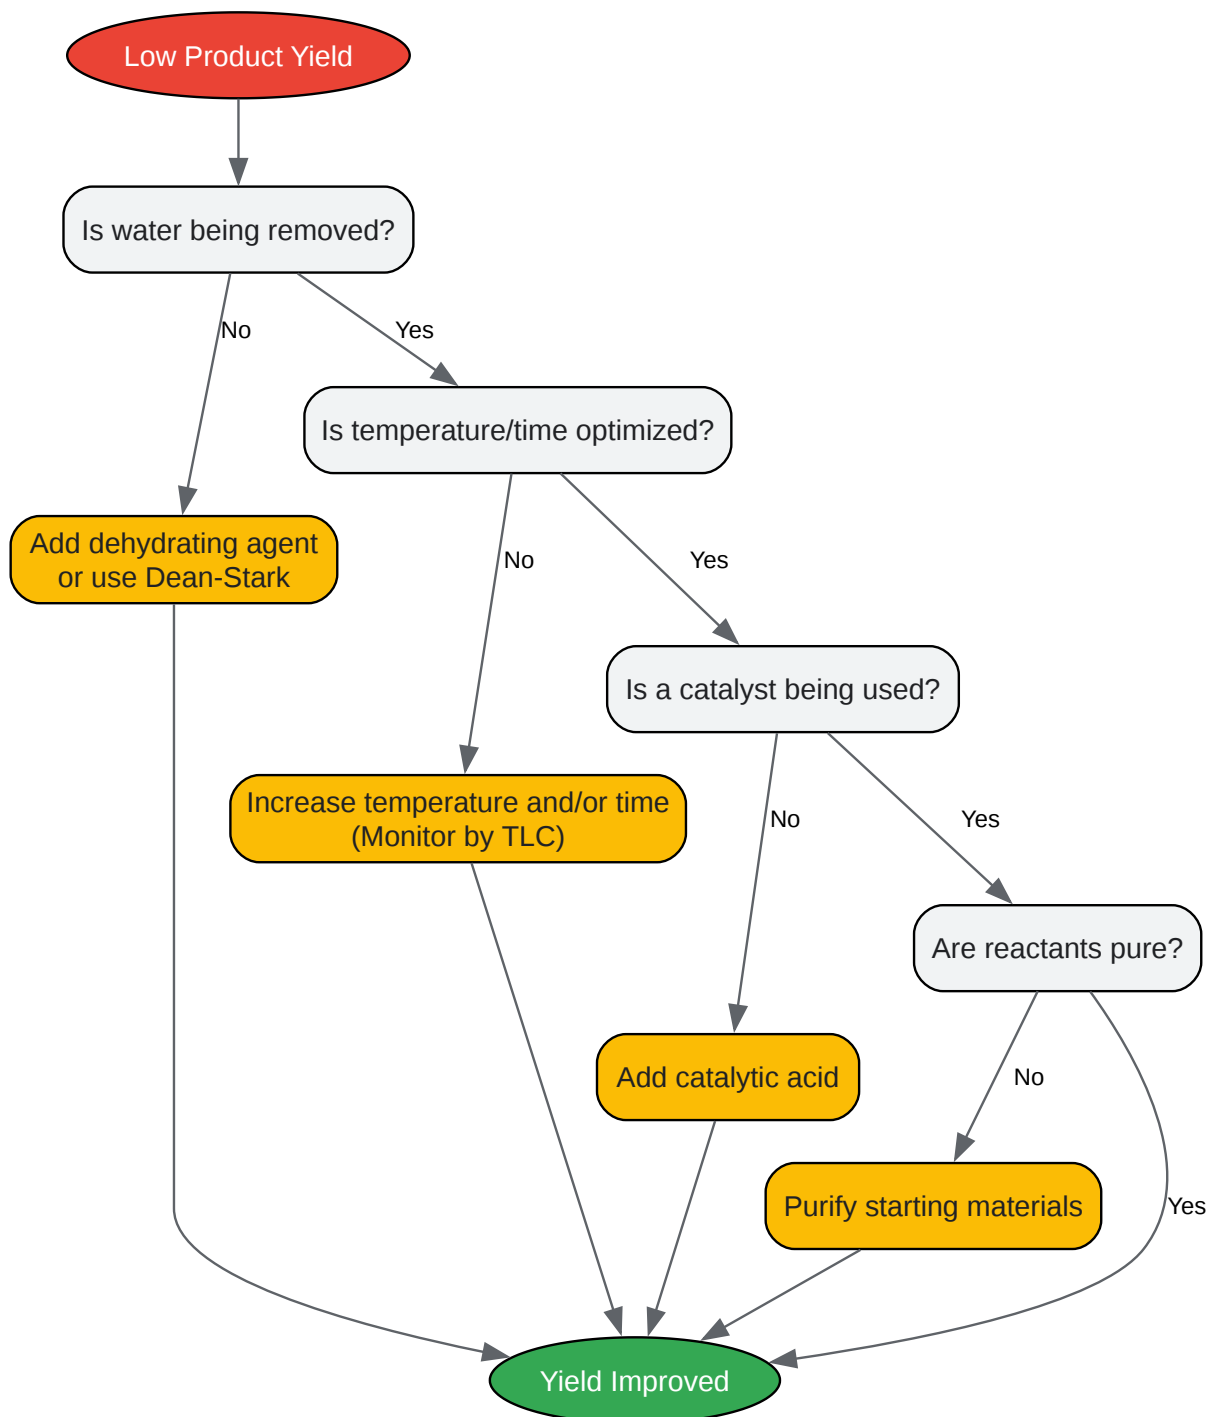 Low Product Yield
Is water being removed?
No
Yes
Is temperature/time optimized?
Add dehydrating agent
or use Dean-Stark
No
Yes
Is a catalyst being used?
Increase temperature and/or time
(Monitor by TLC)
No
Yes
Are reactants pure?
Add catalytic acid
No
Purify starting materials
Yes
Yield Improved